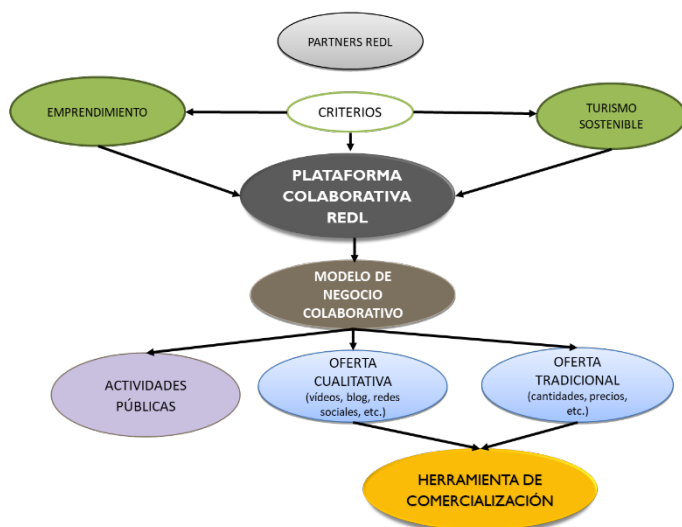 PARTNERS REDL
EMPRENDIMIENTO
CRITERIOS
TURISMO
SOSTENIBLE
PLATAFORMA
COLABORATIVA
REDL
MODELO DE
NEGOCIO
COLABORATIVO
ACTIVIDADES
PÚBLICAS
OFERTA
CUALITATIVA
(vídeos, blog, redes
sociales, etc.)
OFERTA
TRADICIONAL
(cantidades, precios,
etc.)
HERRAMIENTA DE
COMERCIALIZACIÓN